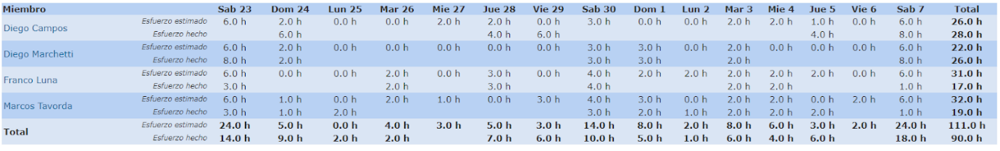 Miembro Sab 23 Dom 24 Lun 25 Mar 26 Mie 27 Jue 28 Vie 29 Sab 30 Dom 1 Lun 2 Mar 3 Mie 4 Jue 5 Vie 6 Sab 7 Total
Diego Campos
Esfuerzo estimado 6.0 h 2.0 h 0.0 h 0.0 h 2.0 h 2.0 h 0.0 h 3.0 h 0.0 h 0.0 h 2.0 h 2.0 h 1.0 h 0.0 h 6.0 h 26.0 h
Esfuerzo hecho 6.0 h 4.0 h 6.0 h 4.0 h 8.0 h 28.0 h
Diego Marchetti
Esfuerzo estimado 6.0 h 2.0 h 0.0 h 0.0 h 0.0 h 0.0 h 0.0 h 3.0 h 3.0 h 0.0 h 2.0 h 0.0 h 0.0 h 0.0 h 6.0 h 22.0 h
Esfuerzo hecho 8.0 h 2.0 h 3.0 h 3.0 h 2.0 h 8.0 h 26.0 h
Franco Luna
Esfuerzo estimado 6.0 h 0.0 h 0.0 h 2.0 h 0.0 h 3.0 h 0.0 h 4.0 h 2.0 h 2.0 h 2.0 h 2.0 h 2.0 h 0.0 h 6.0 h 31.0 h
Esfuerzo hecho 3.0 h 2.0 h 3.0 h 4.0 h 2.0 h 2.0 h 1.0 h 17.0 h
Marcos Tavorda
Esfuerzo estimado 6.0 h 1.0 h 0.0 h 2.0 h 1.0 h 0.0 h 3.0 h 4.0 h 3.0 h 0.0 h 2.0 h 2.0 h 0.0 h 2.0 h 6.0 h 32.0 h
Esfuerzo hecho 3.0 h 1.0 h 2.0 h 3.0 h 2.0 h 1.0 h 2.0 h 2.0 h 2.0 h 1.0 h 19.0 h
Total
Esfuerzo estimado 24.0 h 5.0 h 0.0 h 4.0 h 3.0 h 5.0 h 3.0 h 14.0 h 8.0 h 2.0 h 8.0 h 6.0 h 3.0 h 2.0 h 24.0 h 111.0 h
Esfuerzo hecho 14.0 h 9.0 h 2.0 h 2.0 h 7.0 h 6.0 h 10.0 h 5.0 h 1.0 h 6.0 h 4.0 h 6.0 h 18.0 h 90.0 h